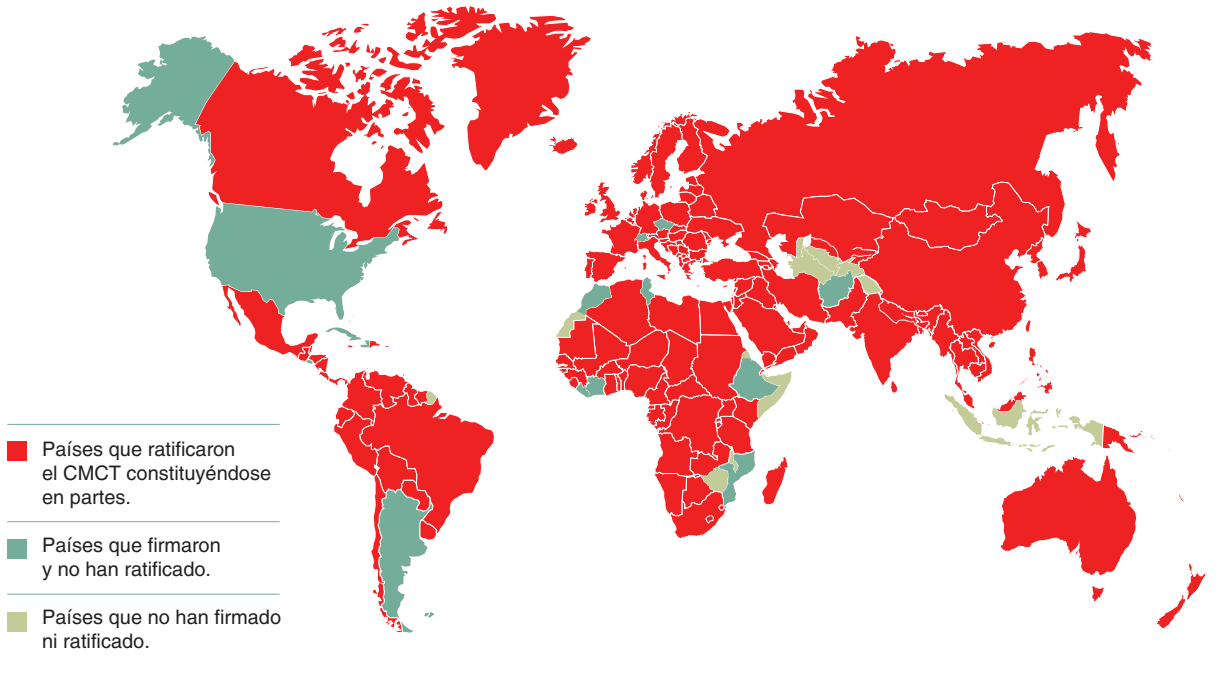 Países que ratificaron
el CMCT constituyéndose
en partes.
Países que firmaron
y no han ratificado.
Países que no han firmado
ni ratificado.